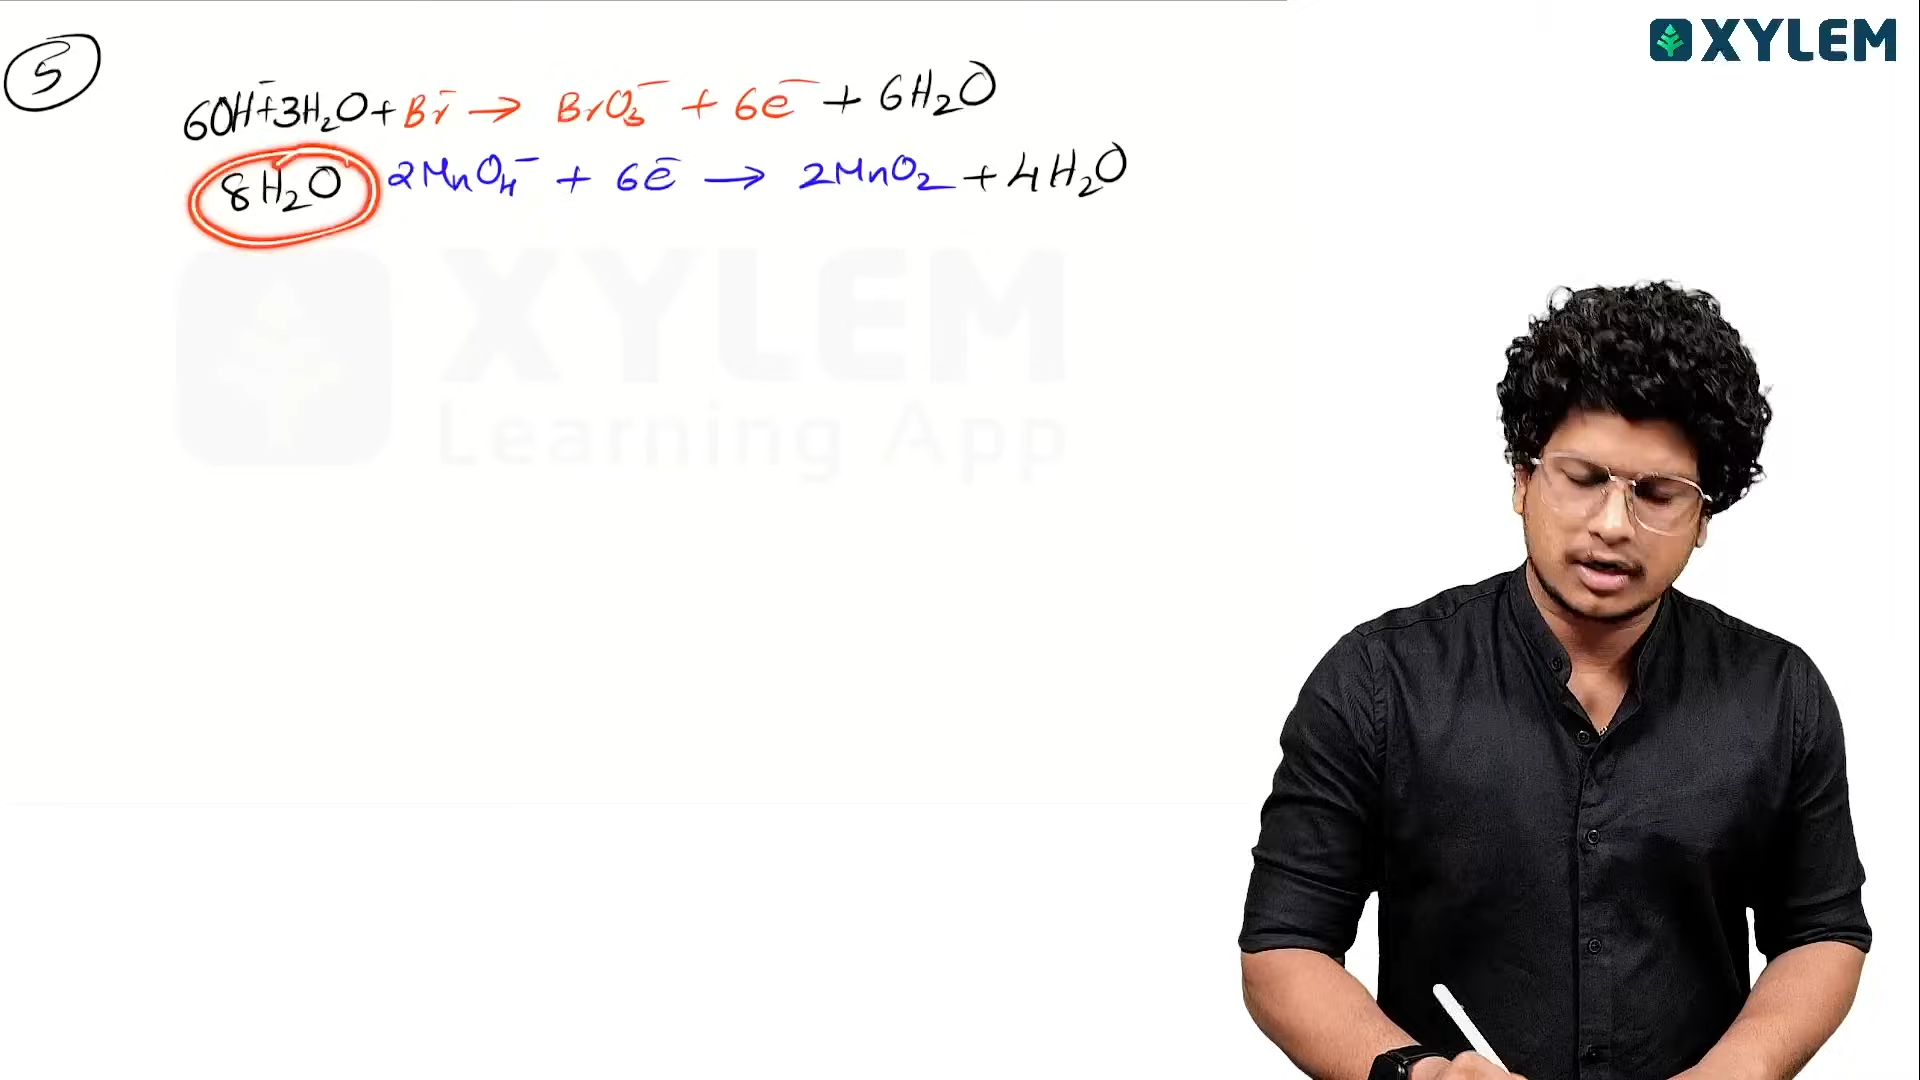 XYLEM
5
6OH⁻+3H₂O+Br⁻ → BrO₃⁻ + 6e⁻ + 6H₂O
8H₂O 2MnO₄⁻ + 6e⁻ → 2MnO₂ + 4H₂O
XYLEM
Learning App